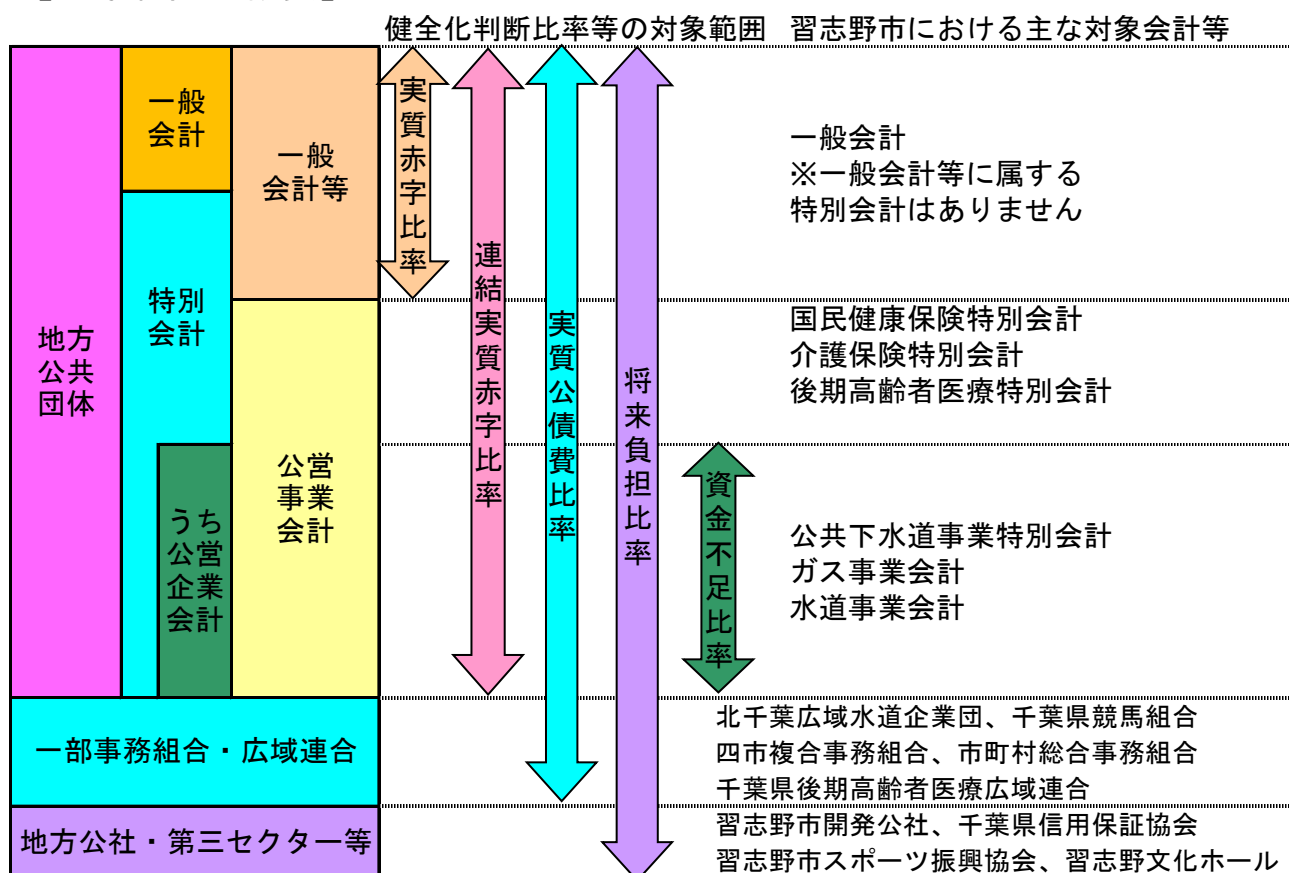 健全化判断比率等の対象範囲
習志野市における主な対象会計等
地方
公共
団体
一般
会計
特別
会計
うち
公営
企業
会計
一般
会計等
公営
事業
会計
実質赤字比率
連結実質赤字比率
実質公債費比率
将来負担比率
資金不足比率
一般会計
※一般会計等に属する
特別会計はありません
国民健康保険特別会計
介護保険特別会計
後期高齢者医療特別会計
公共下水道事業特別会計
ガス事業会計
水道事業会計
一部事務組合・広域連合
北千葉広域水道企業団、千葉県競馬組合
四市複合事務組合、市町村総合事務組合
千葉県後期高齢者医療広域連合
地方公社・第三セクター等
習志野市開発公社、千葉県信用保証協会
習志野市スポーツ振興協会、習志野文化ホール